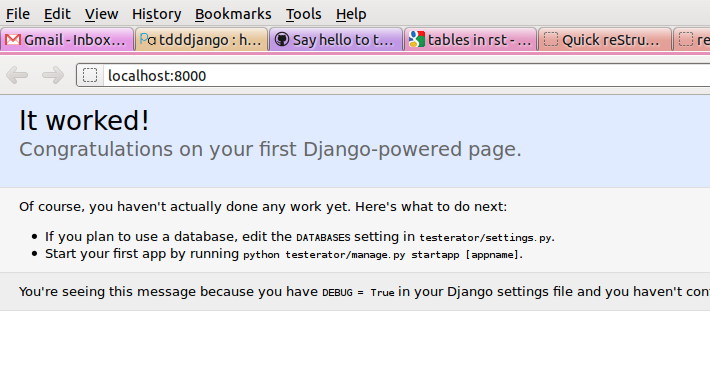 File Edit View History Bookmarks Tools Help
Gmail - Inbox... tdddjango : h... Say hello to t... tables in rst - ... Quick reStru... re
localhost:8000
It worked!
Congratulations on your first Django-powered page.
Of course, you haven't actually done any work yet. Here's what to do next:
• If you plan to use a database, edit the DATABASES setting in testerator/settings.py.
• Start your first app by running python testerator/manage.py startapp [appname].
You're seeing this message because you have DEBUG = True in your Django settings file and you haven't con